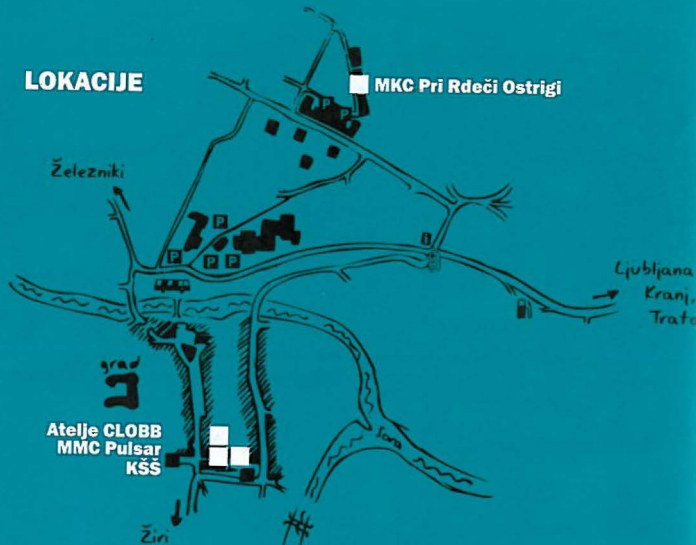 LOKACIJE
MKC Pri Rdeči Ostrigi
P
P
Železniki
P
P
P P
i
Ljubljana
Kranj,
grad
Atelje CLOBB
MMC Pulsar
KŠŠ
Sora
Žiri